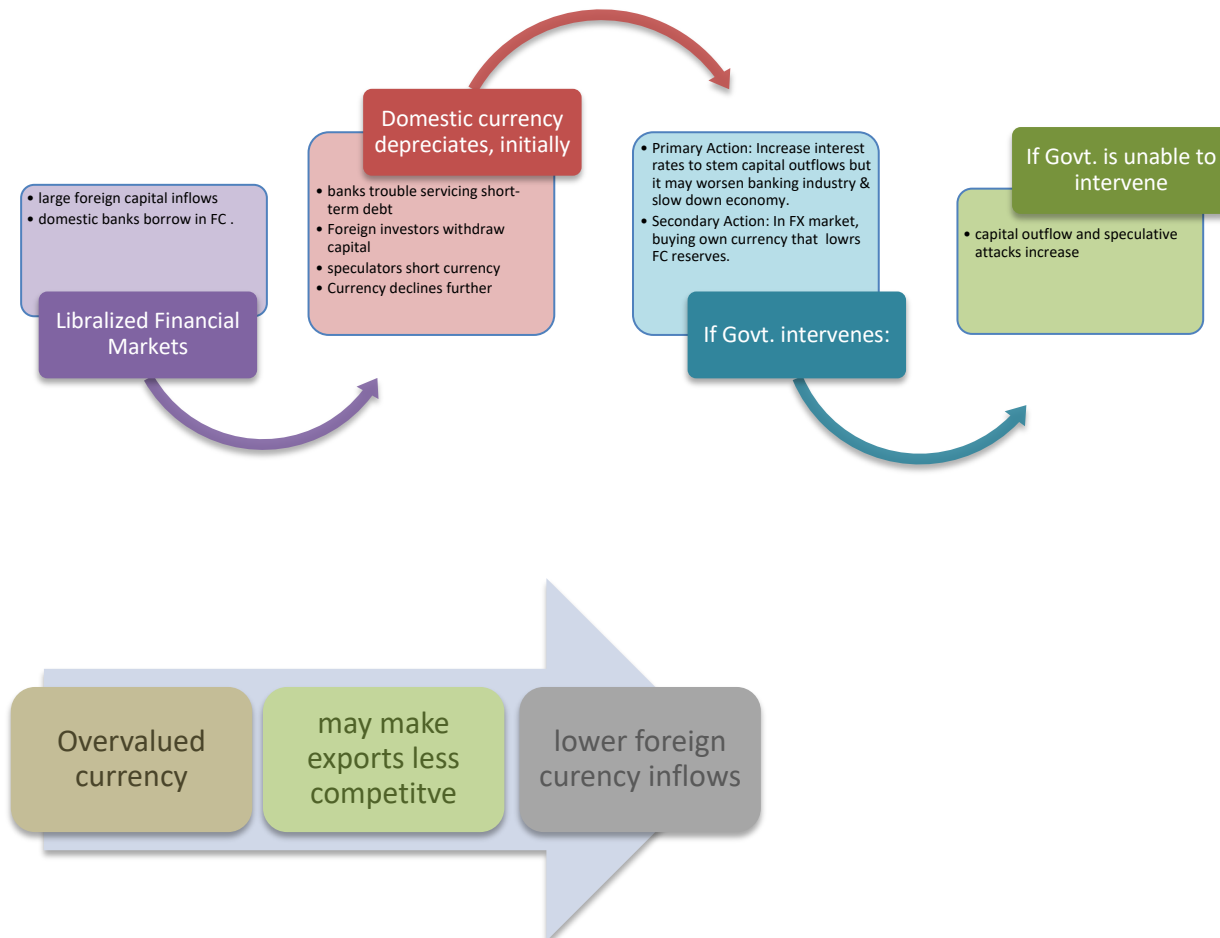 • large foreign capital inflows
• domestic banks borrow in FC .
Libralized Financial
Markets
Domestic currency
depreciates, initially
• banks trouble servicing short-
term debt
• Foreign investors withdraw
capital
• speculators short currency
• Currency declines further
• Primary Action: Increase interest
rates to stem capital outflows but
it may worsen banking industry &
slow down economy.
• Secondary Action: In FX market,
buying own currency that lowrs
FC reserves.
If Govt. intervenes:
If Govt. is unable to
intervene
• capital outflow and speculative
attacks increase
Overvalued
currency
may make
exports less
competitve
lower foreign
curency inflows